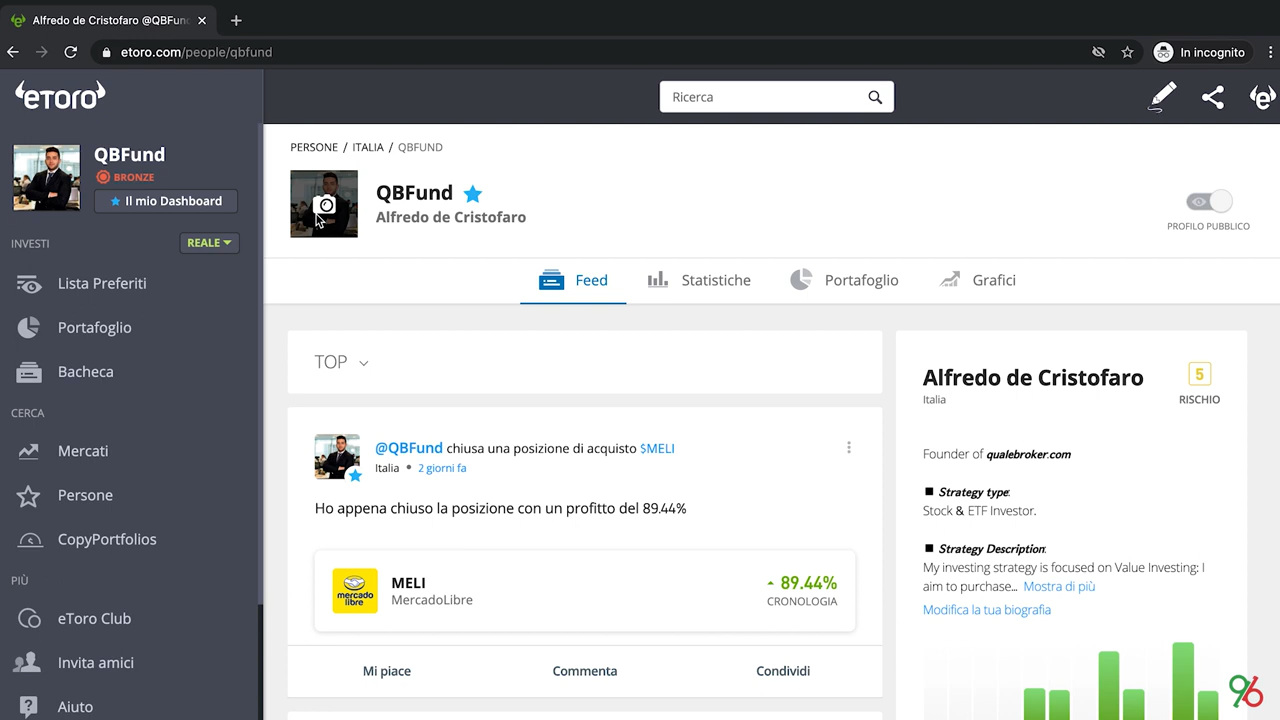 Alfredo de Cristofaro @QBFun
etoro.com/people/qbfund
In incognito
eToro
Ricerca
QBFund
BRONZE
Il mio Dashboard
INVESTI
REALE
Lista Preferiti
Portafoglio
Bacheca
CERCA
Mercati
Persone
CopyPortfolios
PIÙ
eToro Club
Invita amici
Aiuto
PERSONE / ITALIA / QBFUND
QBFund
Alfredo de Cristofaro
PROFILO PUBBLICO
Feed
Statistiche
Portafoglio
Grafici
TOP
@QBFund chiusa una posizione di acquisto $MELI
Italia • 2 giorni fa
Ho appena chiuso la posizione con un profitto del 89.44%
mercado
libre
MELI
MercadoLibre
89.44%
CRONOLOGIA
Mi piace
Commenta
Condividi
Alfredo de Cristofaro
Italia
5
RISCHIO
Founder of qualebroker.com
■ Strategy type:
Stock & ETF Investor.
■ Strategy Description:
My investing strategy is focused on Value Investing: I
aim to purchase... Mostra di più
Modifica la tua biografia